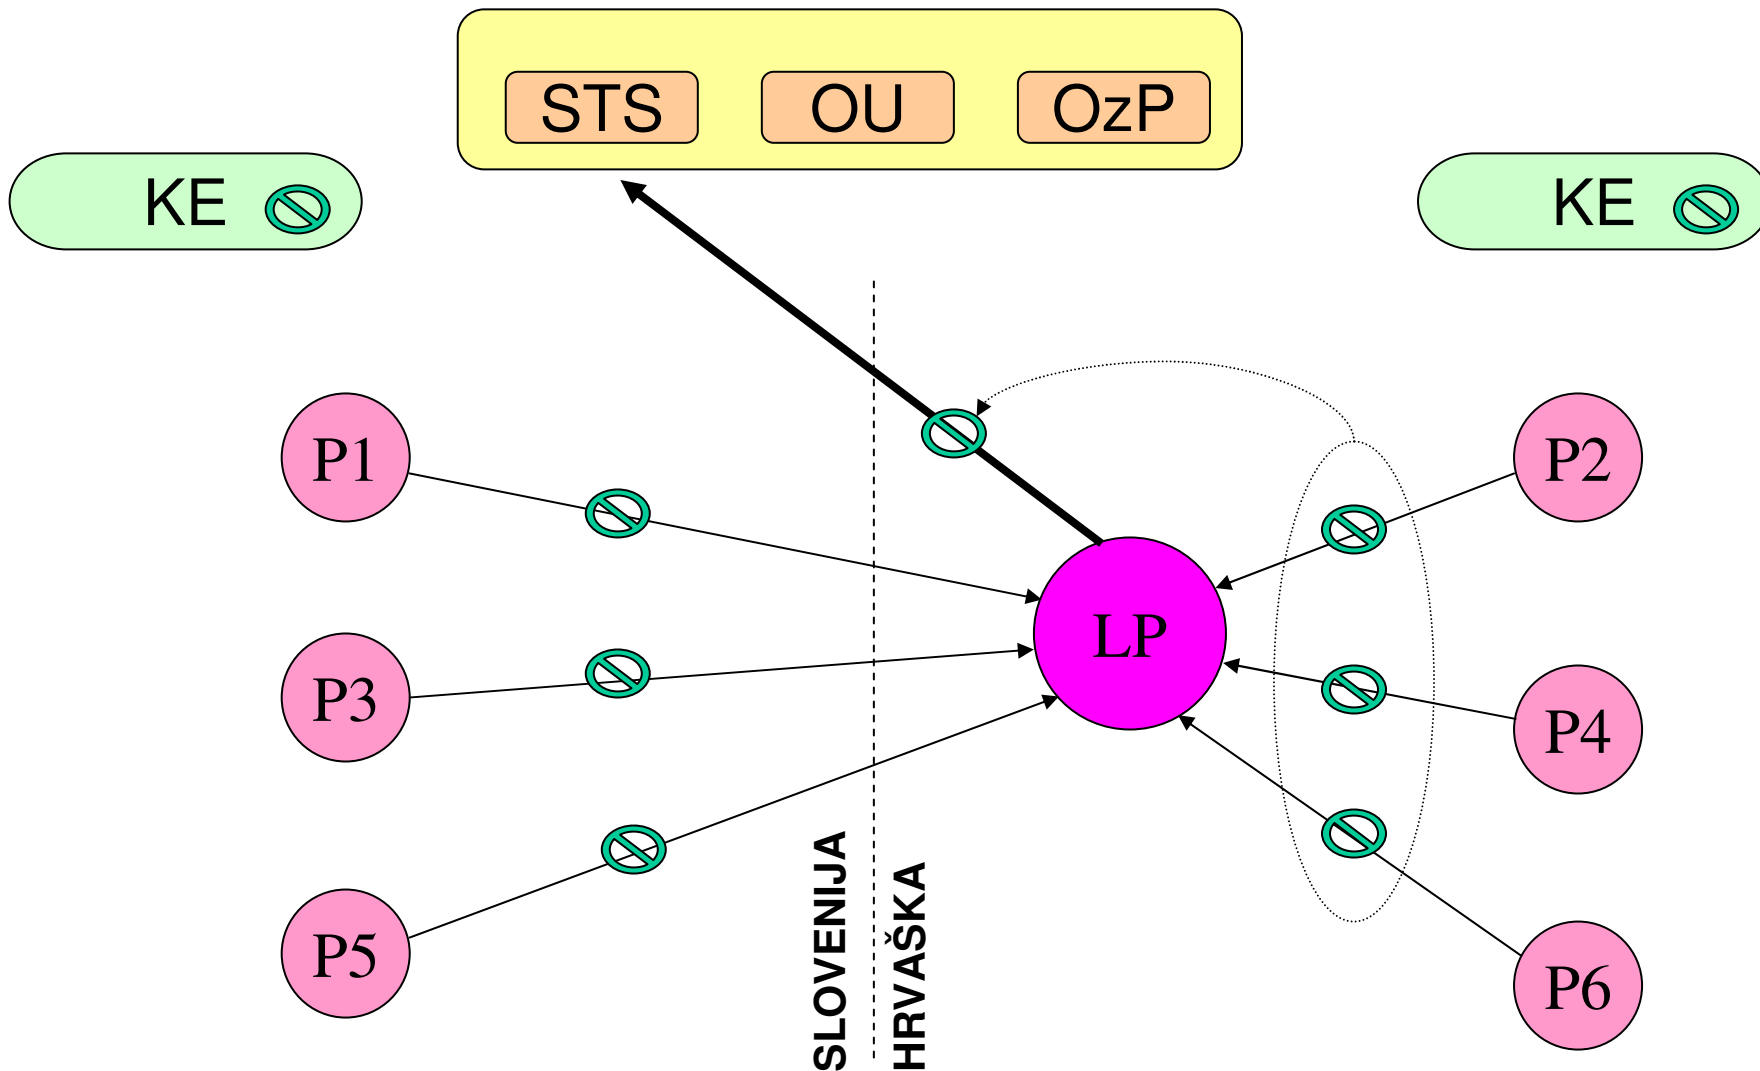 STS OU OzP
KE KE
P1 P2
LP
P3 P4
P5 P6
SLOVENIJA
HRVAŠKA